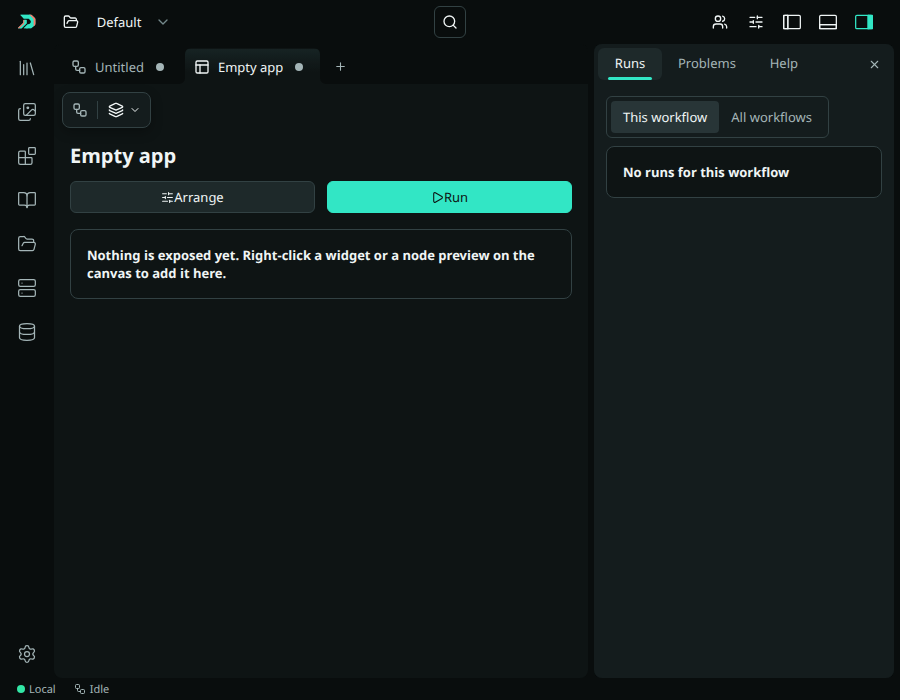 Default
Untitled
Empty app
Runs
Problems
Help
This workflow
All workflows
No runs for this workflow
Empty app
Arrange
Run
Nothing is exposed yet. Right-click a widget or a node preview on the
canvas to add it here.
Local
Idle